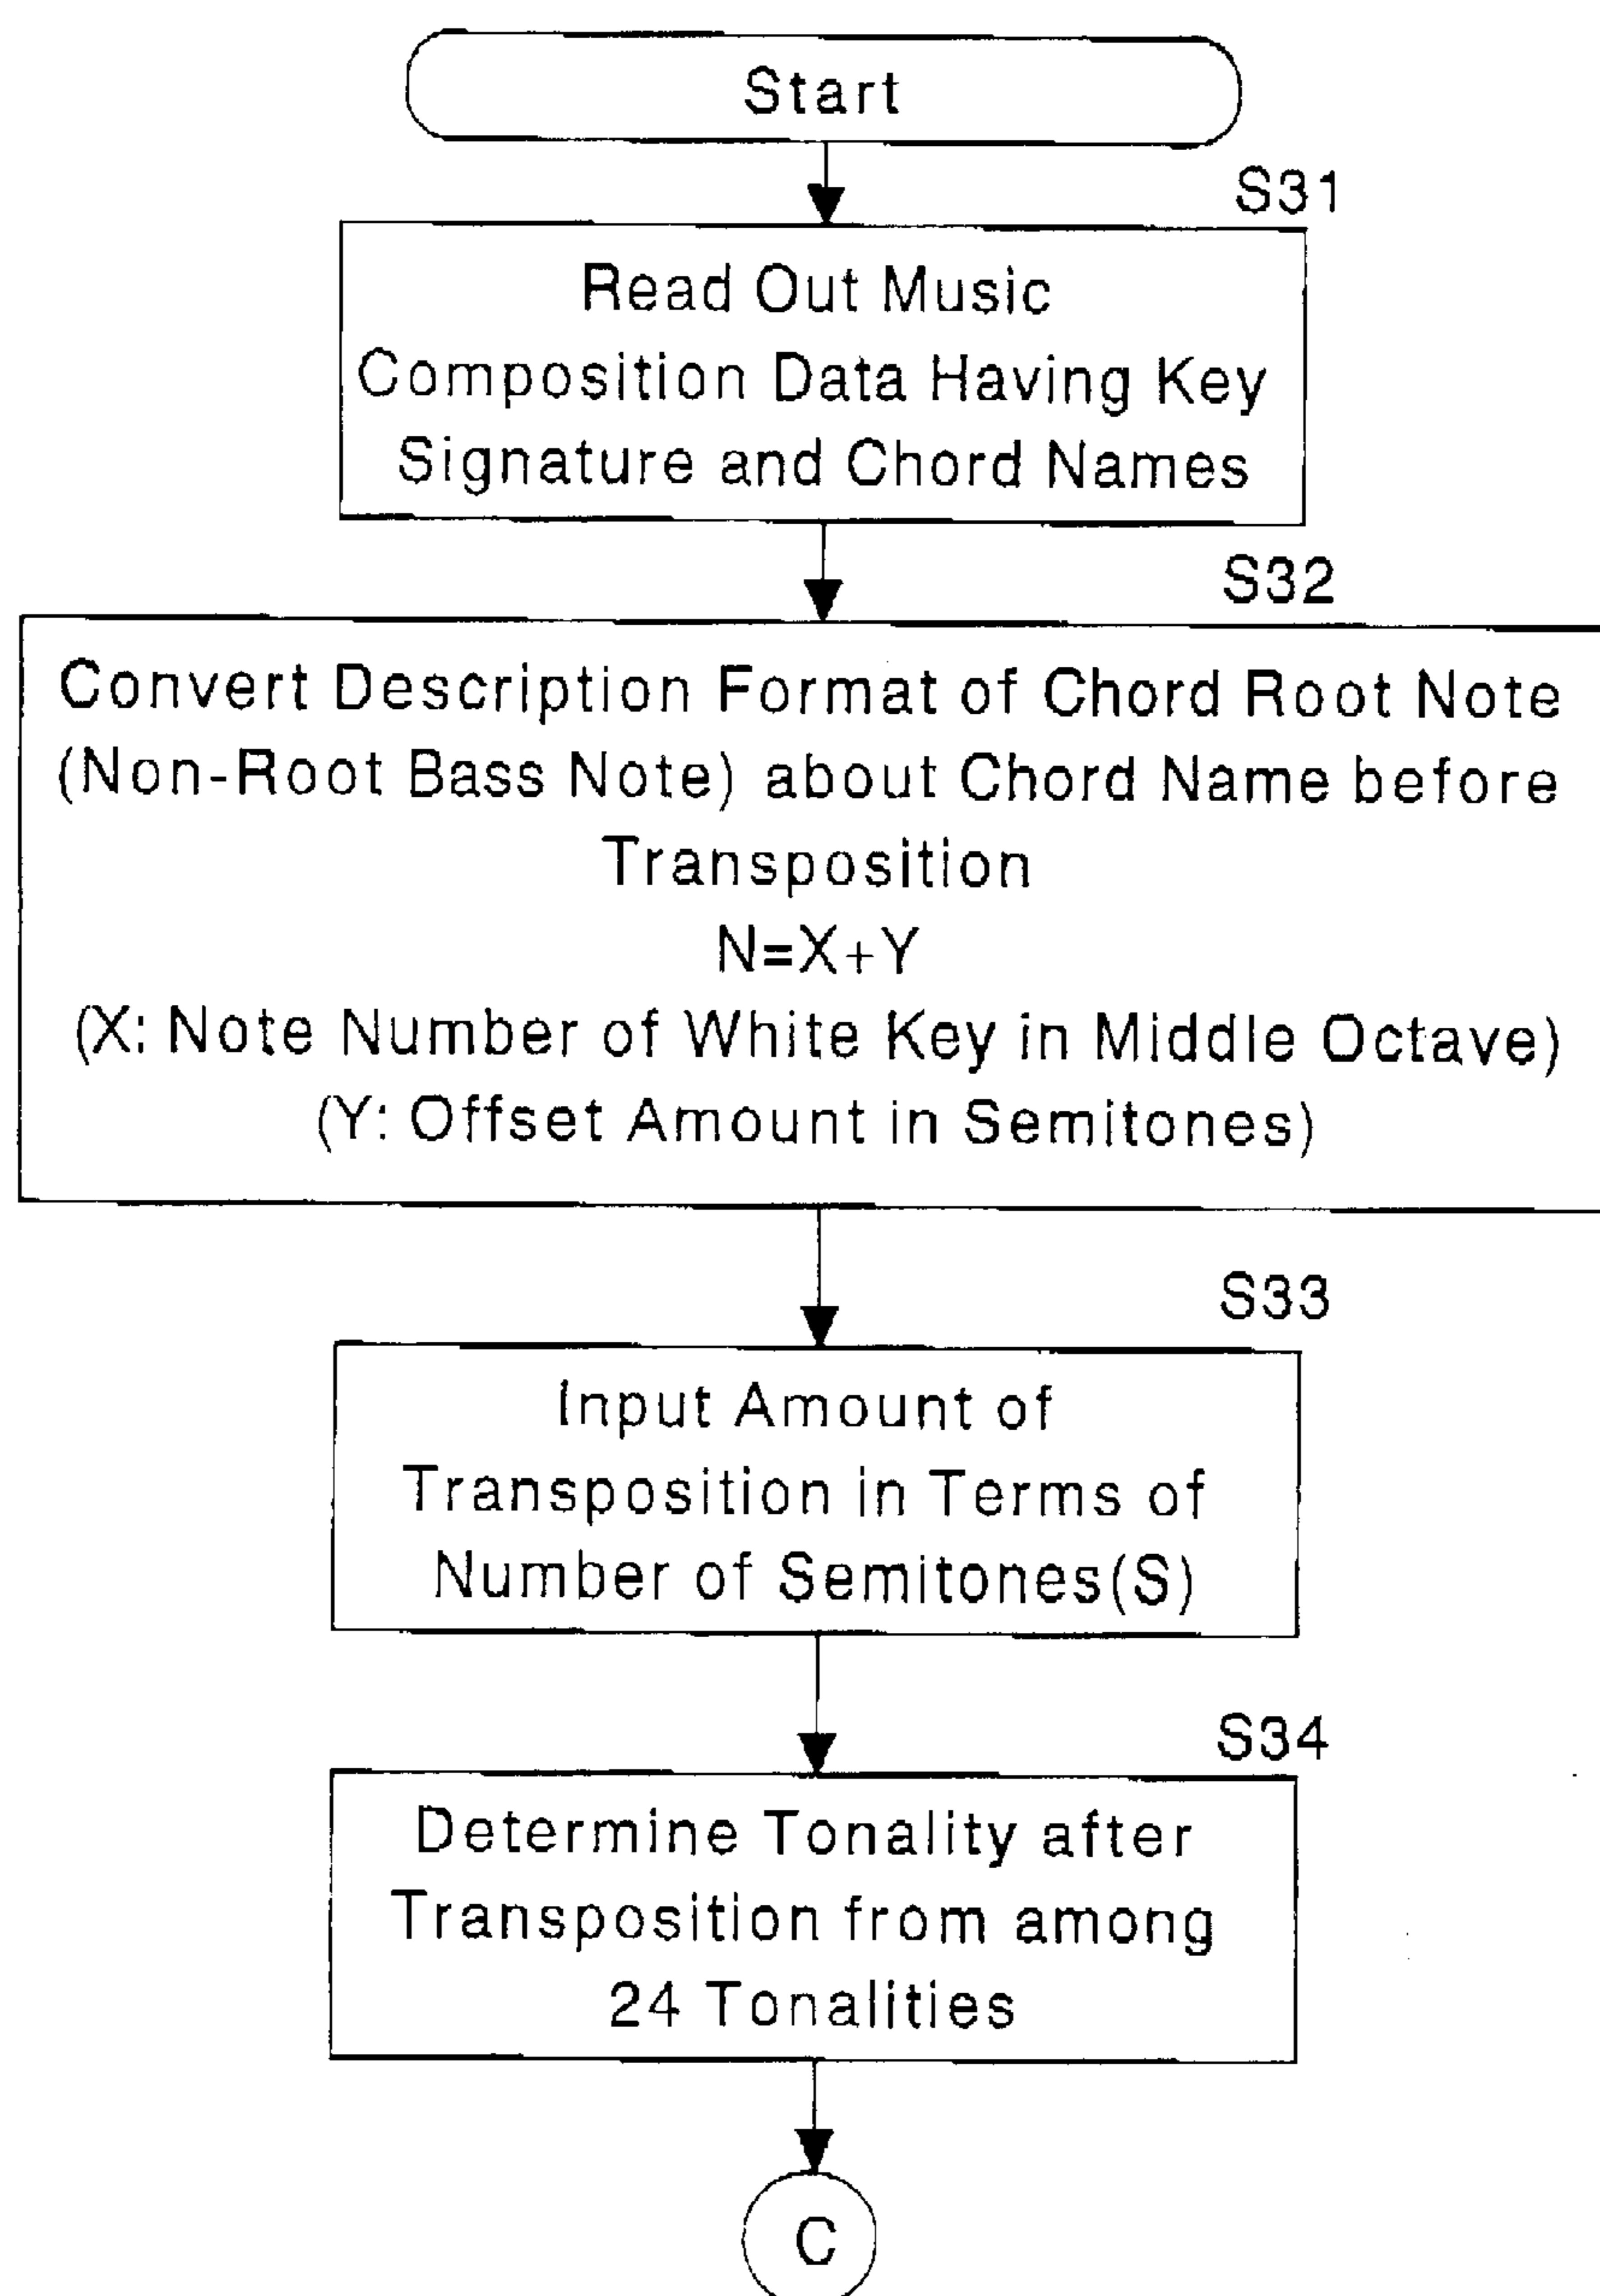 Start
S31
Read Out Music
Composition Data Having Key
Signature and Chord Names
S32
Convert Description Format of Chord Root Note
(Non-Root Bass Note) about Chord Name before
Transposition
N=X+Y
(X: Note Number of White Key in Middle Octave)
(Y: Offset Amount in Semitones)
S33
Input Amount of
Transposition in Terms of
Number of Semitones(S)
S34
Determine Tonality after
Transposition from among
24 Tonalities
C